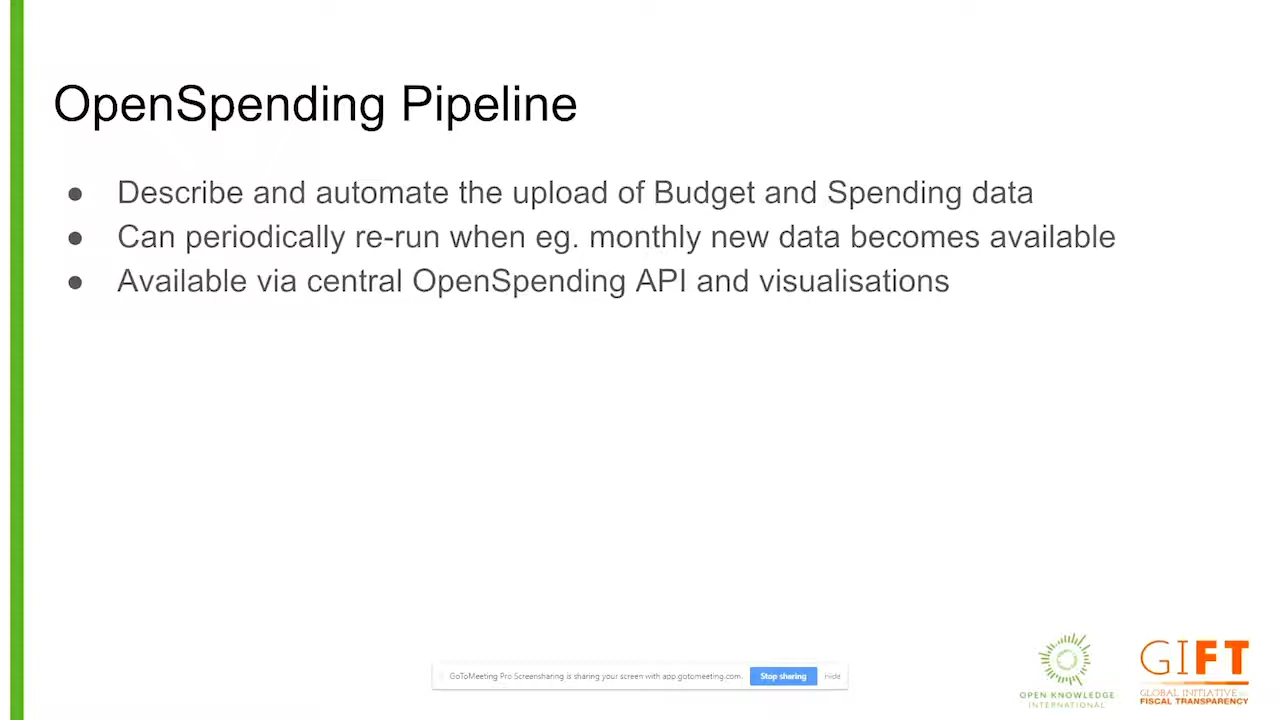 OpenSpending Pipeline
● Describe and automate the upload of Budget and Spending data
● Can periodically re-run when eg. monthly new data becomes available
● Available via central OpenSpending API and visualisations
GoToMeeting Pro Screensharing is sharing your screen with app.gotomeeting.com. Stop sharing Hide
OPEN KNOWLEDGE
INTERNATIONAL
GIFT
GLOBAL INITIATIVE
FISCAL TRANSPARENCY